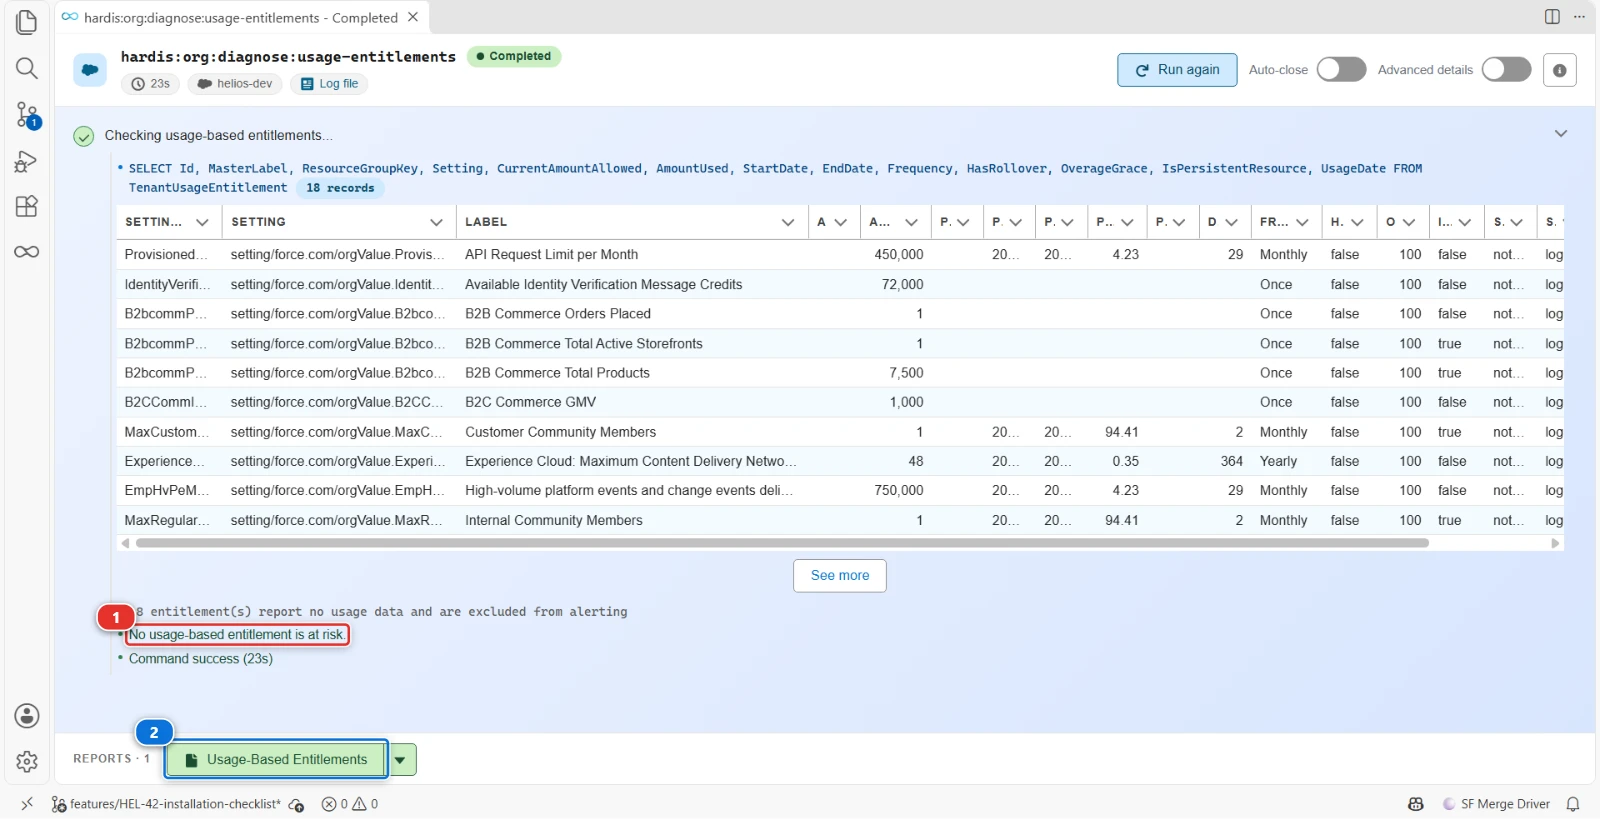 hardis:org:diagnose:usage-entitlements - Completed
hardis:org:diagnose:usage-entitlements
Completed
23s
helios-dev
Log file
Run again
Auto-close
Advanced details
1
Checking usage-based entitlements...
SELECT Id, MasterLabel, ResourceGroupKey, Setting, CurrentAmountAllowed, AmountUsed, StartDate, EndDate, Frequency, HasRollover, OverageGrace, IsPersistentResource, UsageDate FROM
TenantUsageEntitlement 18 records
SETTIN... SETTING LABEL A A... P. P. P. P... P. D FR... H. O I... S. S.
Provisioned... setting/force.com/orgValue.Provis... API Request Limit per Month 450,000 20... 20... 4.23 29 Monthly false 100 false not... log
IdentityVerifi... setting/force.com/orgValue.Identit... Available Identity Verification Message Credits 72,000 Once false 100 false not... log
B2bcommP... setting/force.com/orgValue.B2bco... B2B Commerce Orders Placed 1 Once false 100 false not... log
B2bcommP... setting/force.com/orgValue.B2bco... B2B Commerce Total Active Storefronts 1 Once false 100 true not... log
B2bcommP... setting/force.com/orgValue.B2bco... B2B Commerce Total Products 7,500 Once false 100 true not... log
B2CCommI... setting/force.com/orgValue.B2CC... B2C Commerce GMV 1,000 Once false 100 false not... log
MaxCustom... setting/force.com/orgValue.MaxC... Customer Community Members 1 20... 20... 94.41 2 Monthly false 100 true not... log
Experience... setting/force.com/orgValue.Experi... Experience Cloud: Maximum Content Delivery Netwo... 48 20... 20... 0.35 364 Yearly false 100 false not... log
EmpHvPeM... setting/force.com/orgValue.EmpH... High-volume platform events and change events deli... 750,000 20... 20... 4.23 29 Monthly false 100 false not... log
MaxRegular... setting/force.com/orgValue.MaxR... Internal Community Members 1 20... 20... 94.41 2 Monthly false 100 true not... log
See more
1
8 entitlement(s) report no usage data and are excluded from alerting
No usage-based entitlement is at risk.
Command success (23s)
2
REPORTS · 1
Usage-Based Entitlements
features/HEL-42-installation-checklist*
0
0
SF Merge Driver